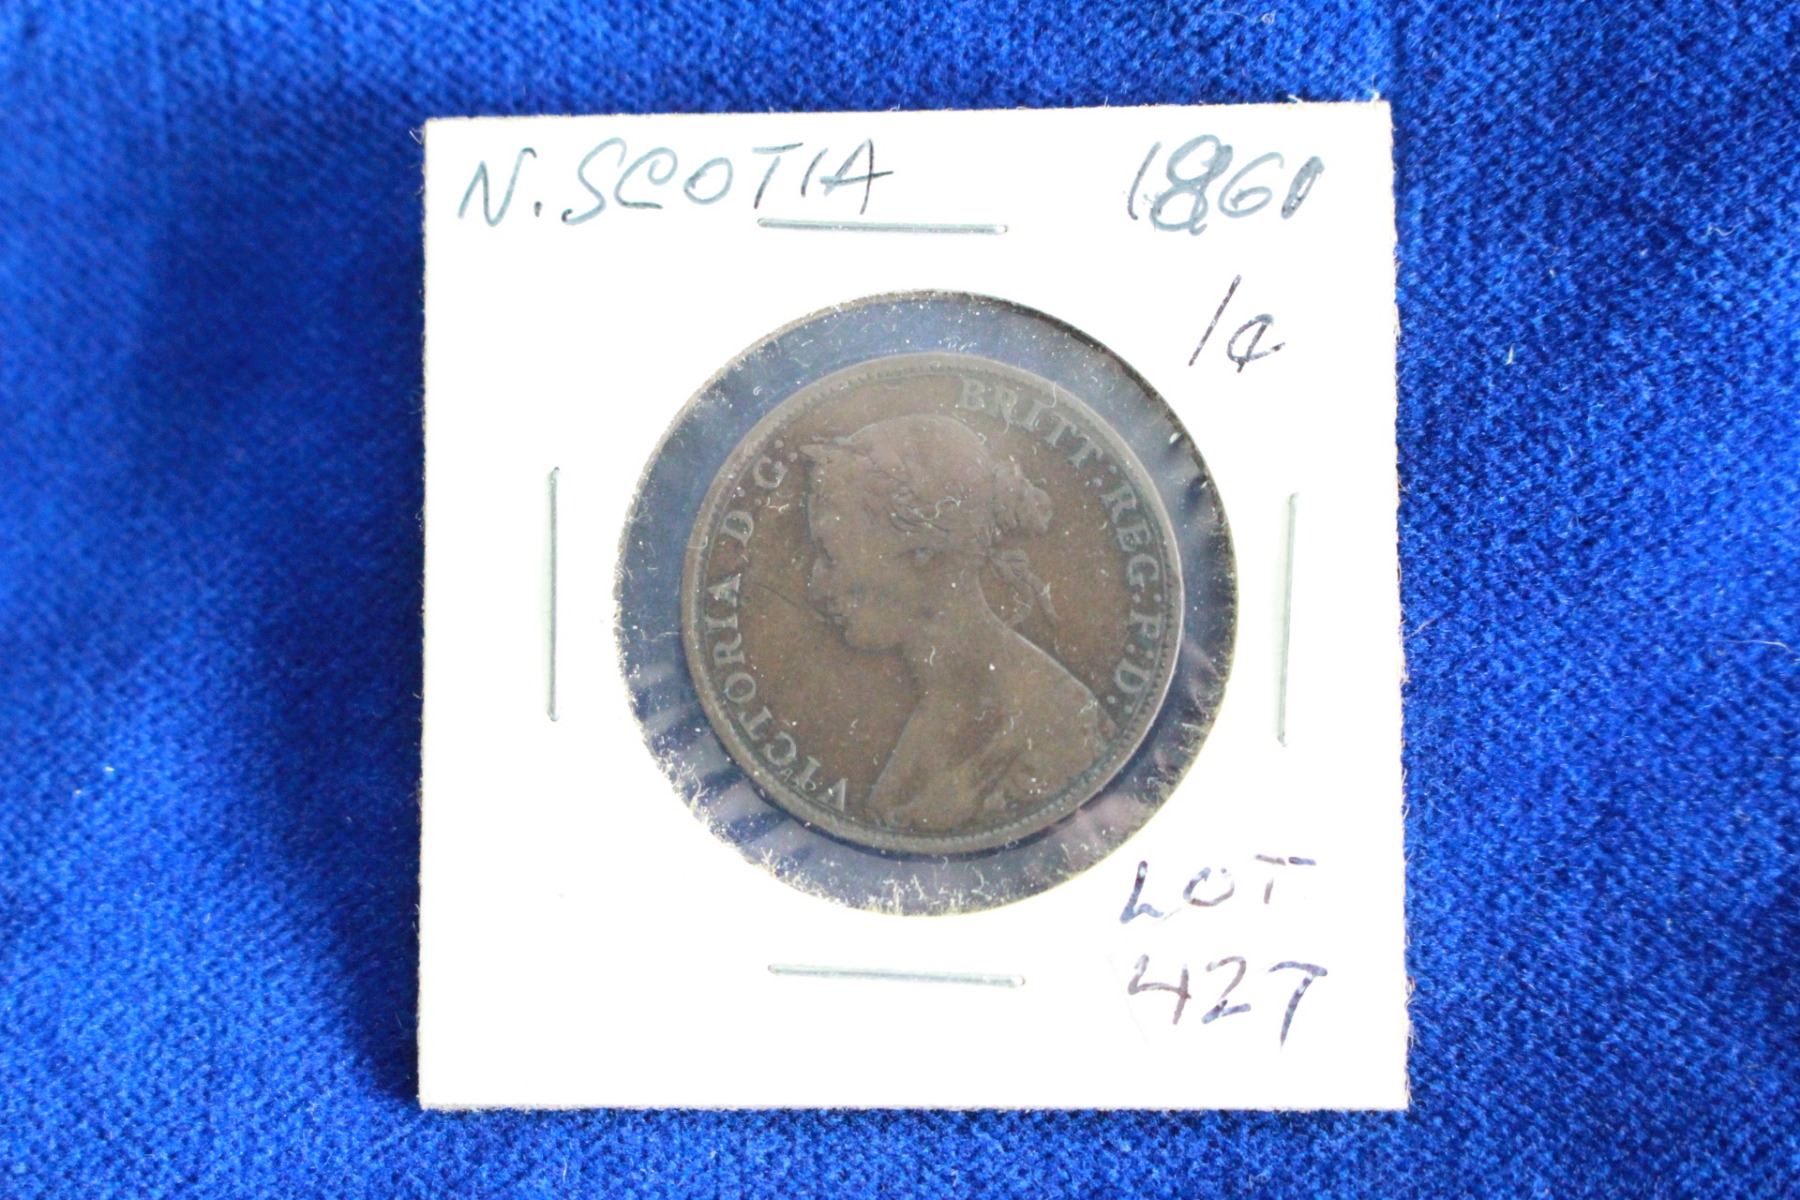 N. SCOTIA 1861
1¢
VICTORIA D:G: BRITT:REG:F:D:
LOT
427